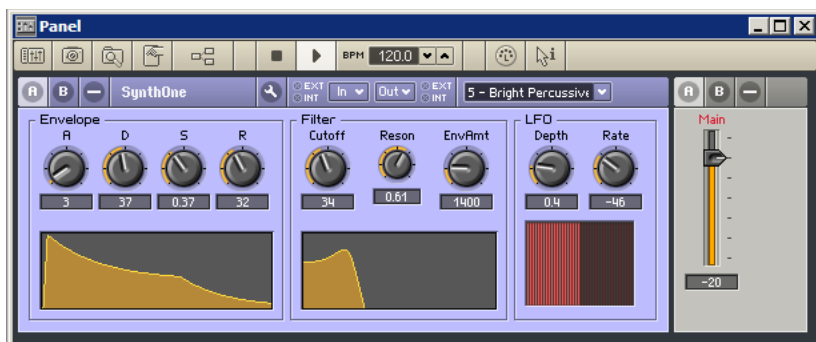 Panel
BPM 120.0 i
A B SynthOne EXT INT In Out EXT INT 5 - Bright Percussive A B
Envelope Filter LFO Main
A D S R Cutoff Reson EnvAmt Depth Rate
3 37 0.37 32 34 0.61 1400 0.4 -46
-20